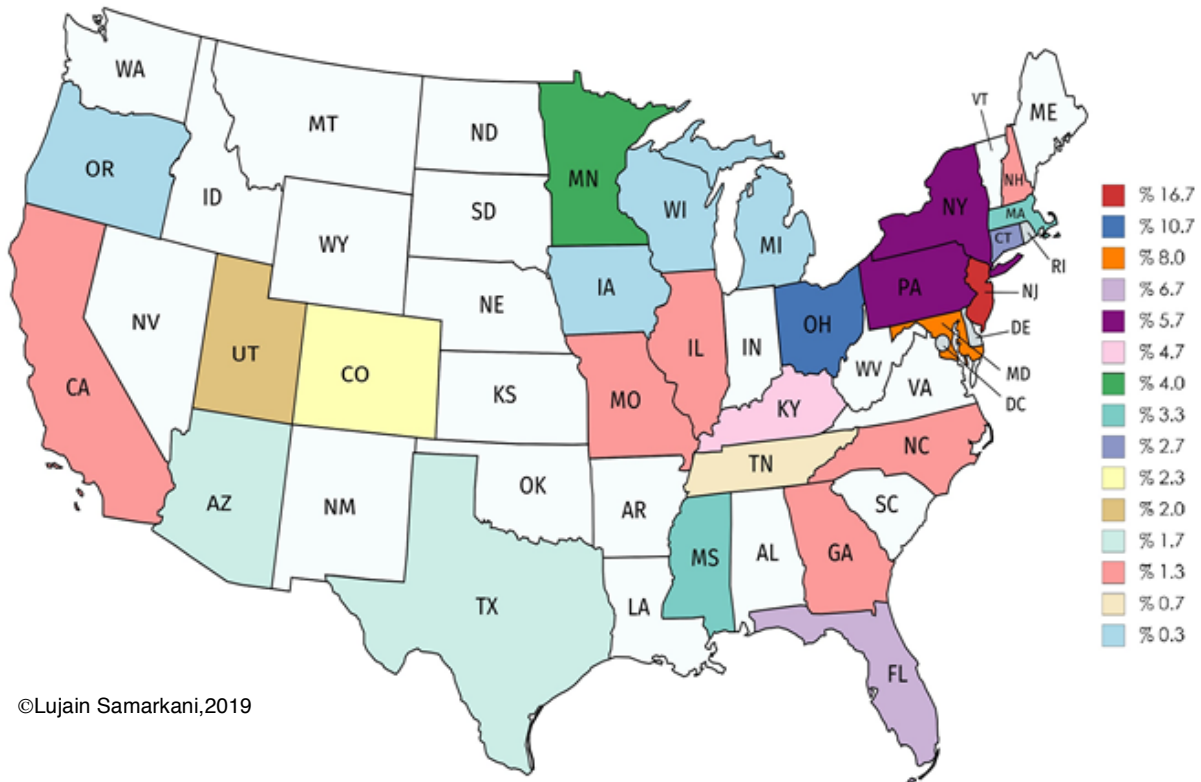 WA
MT
ND
MN
OR
ID
SD
WI
MI
WY
IA
NE
NV
UT
CO
CA
KS
MO
IL
IN
OH
KY
WV
VA
PA
NY
VT
ME
NH
MA
CT
RI
NJ
DE
MD
DC
AZ
NM
OK
AR
TN
NC
SC
MS
AL
GA
TX
LA
FL
% 16.7
% 10.7
% 8.0
% 6.7
% 5.7
% 4.7
% 4.0
% 3.3
% 2.7
% 2.3
% 2.0
% 1.7
% 1.3
% 0.7
% 0.3
©Lujain Samarkani,2019